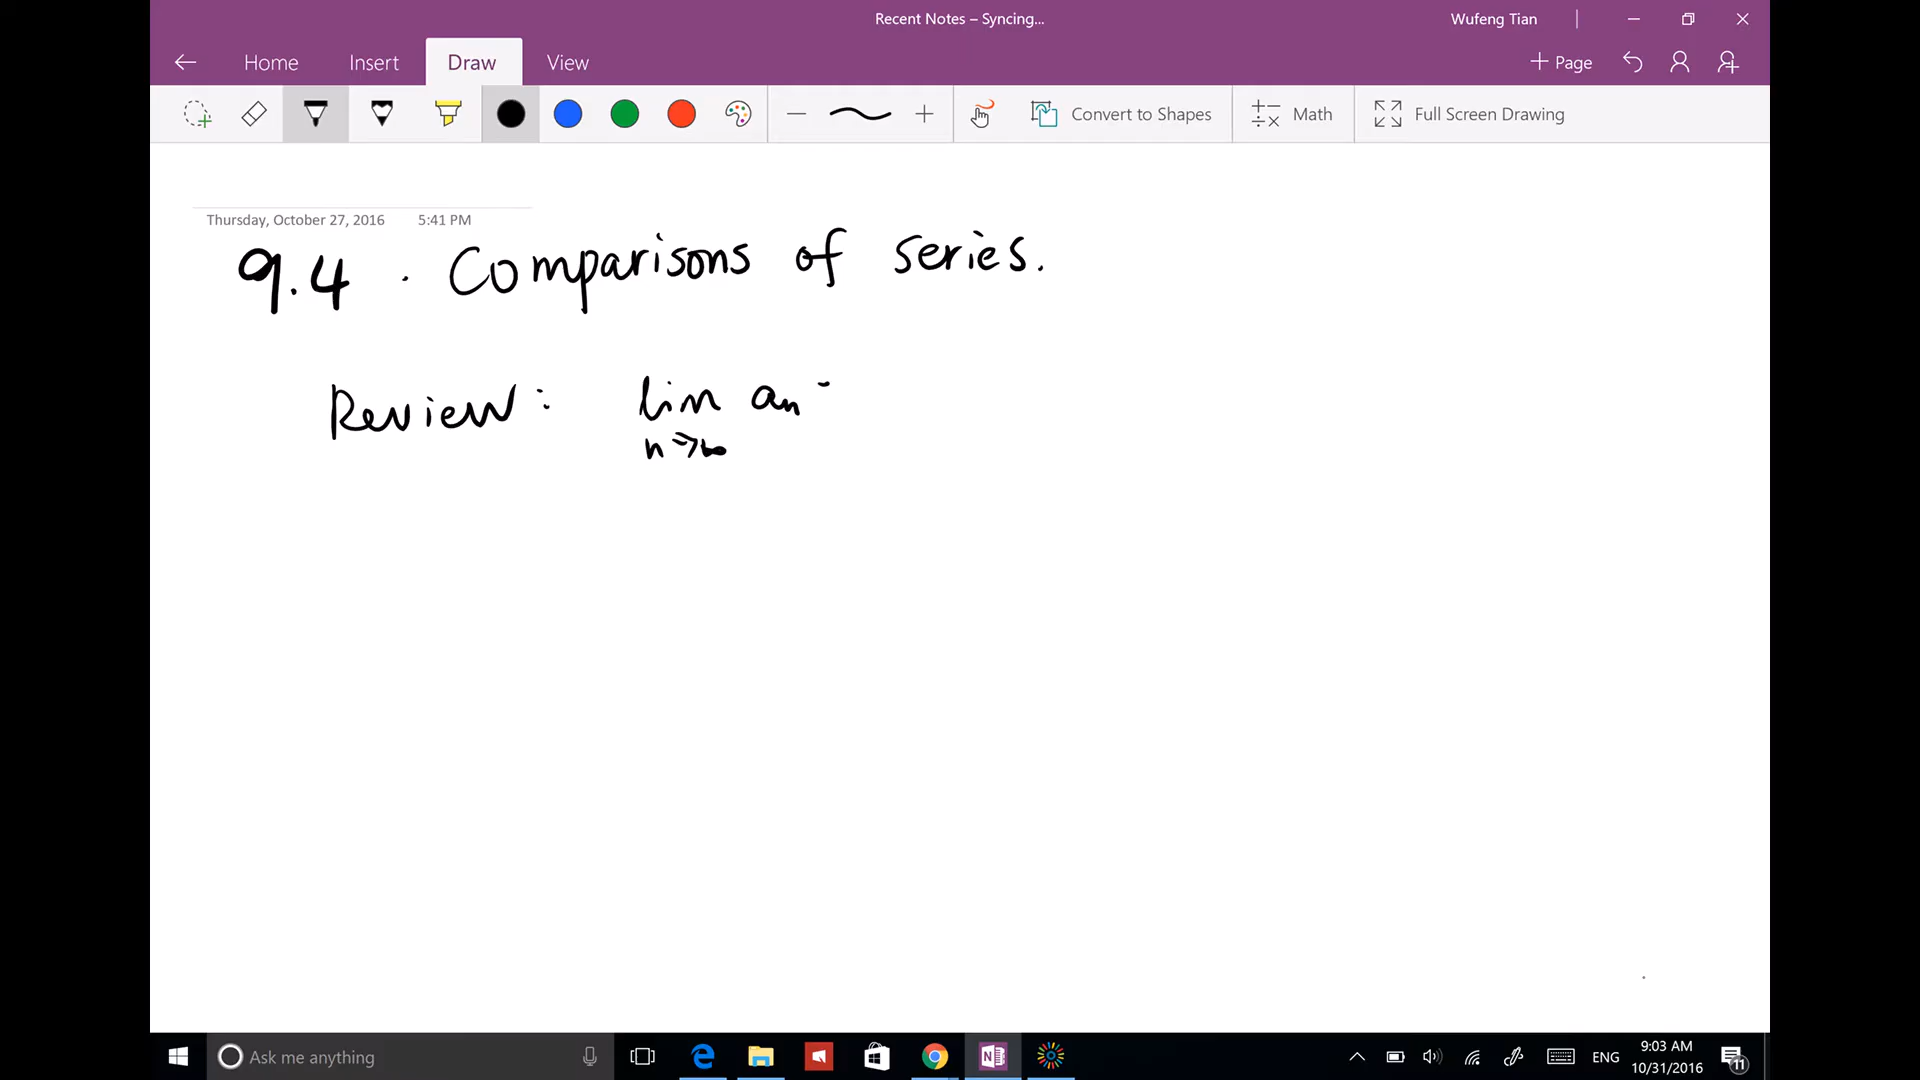 Recent Notes – Syncing...
Wufeng Tian
Home Insert Draw View
Page
Convert to Shapes Math Full Screen Drawing
Thursday, October 27, 2016 5:41 PM
9.4 . Comparisons of series.
Review: lim an -
n→∞
Ask me anything
N
ENG
9:03 AM
10/31/2016
11